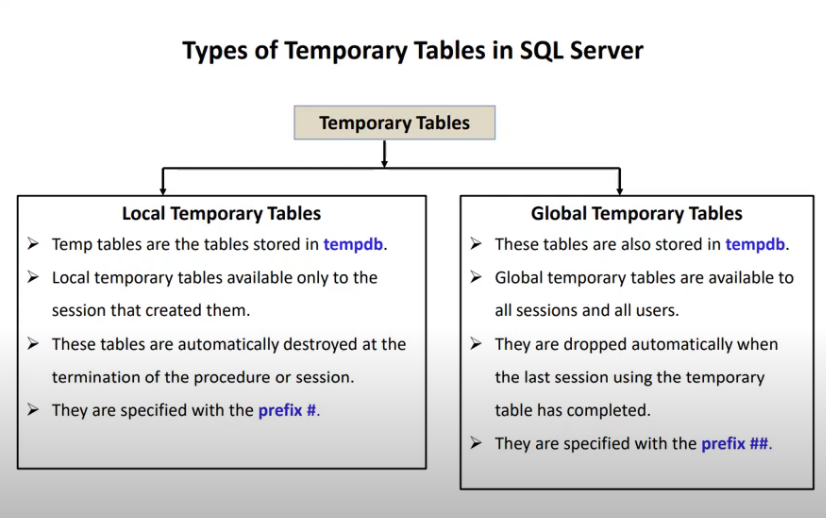 Types of Temporary Tables in SQL Server
Temporary Tables
Local Temporary Tables
➢ Temp tables are the tables stored in tempdb.
➢ Local temporary tables available only to the
session that created them.
➢ These tables are automatically destroyed at the
termination of the procedure or session.
➢ They are specified with the prefix #.
Global Temporary Tables
➢ These tables are also stored in tempdb.
➢ Global temporary tables are available to
all sessions and all users.
➢ They are dropped automatically when
the last session using the temporary
table has completed.
➢ They are specified with the prefix ##.